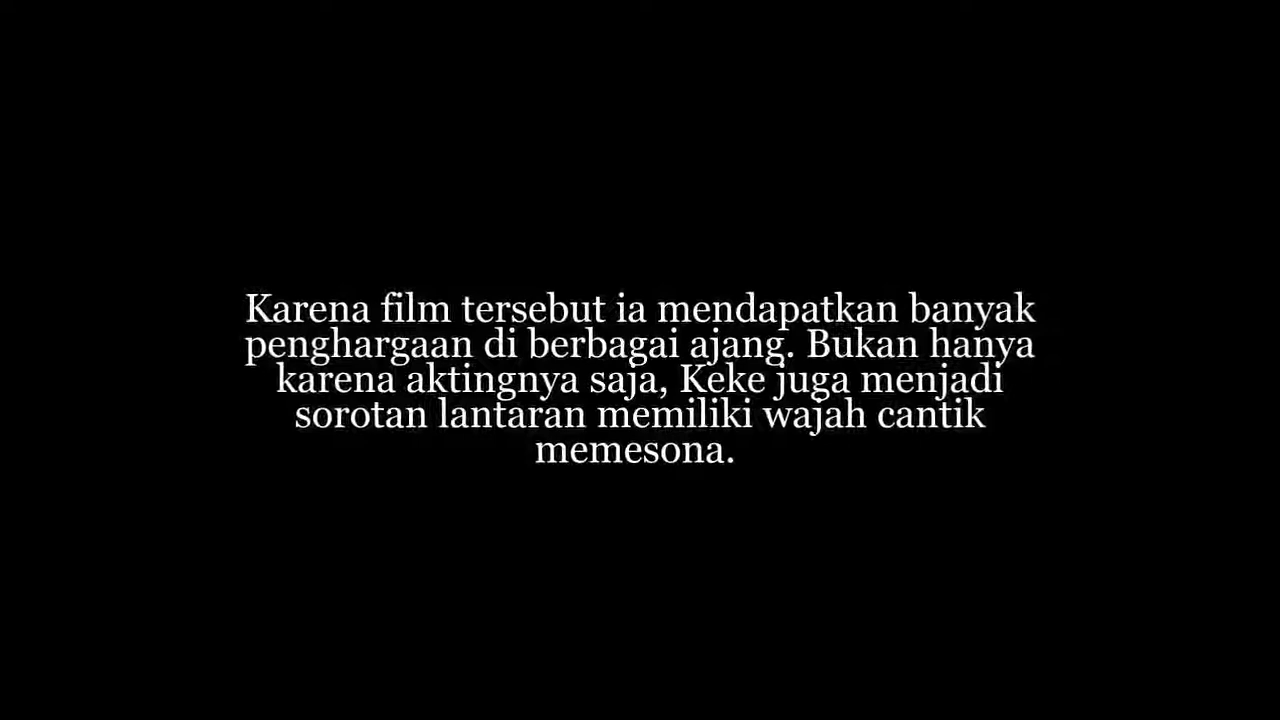 Karena film tersebut ia mendapatkan banyak
penghargaan di berbagai ajang. Bukan hanya
karena aktingnya saja, Keke juga menjadi
sorotan lantaran memiliki wajah cantik
memesona.